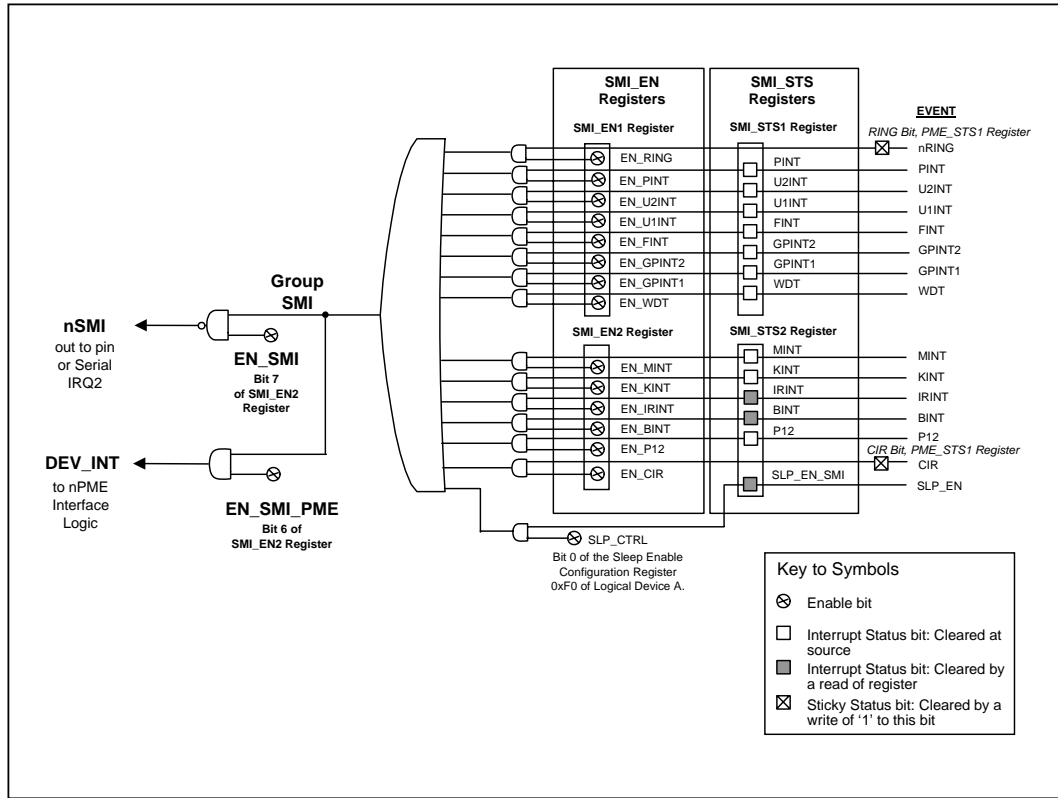 SMI_EN
Registers
SMI_EN1 Register
EN_RING
EN_PINT
EN_U2INT
EN_U1INT
EN_FINT
EN_GPINT2
EN_GPINT1
EN_WDT
SMI_EN2 Register
EN_MINT
EN_KINT
EN_IRINT
EN_BINT
EN_P12
EN_CIR
SMI_STS
Registers
SMI_STS1 Register
PINT
U2INT
U1INT
FINT
GPINT2
GPINT1
WDT
SMI_STS2 Register
MINT
KINT
IRINT
BINT
P12
SLP_EN_SMI
EVENT
RING Bit, PME_STS1 Register
nRING
PINT
U2INT
U1INT
FINT
GPINT2
GPINT1
WDT
MINT
KINT
IRINT
BINT
P12
CIR Bit, PME_STS1 Register
CIR
SLP_EN
Group
SMI
nSMI
out to pin
or Serial
IRQ2
EN_SMI
Bit 7
of SMI_EN2
Register
DEV_INT
to nPME
Interface
Logic
EN_SMI_PME
Bit 6 of
SMI_EN2 Register
SLP_CTRL
Bit 0 of the Sleep Enable
Configuration Register
0xF0 of Logical Device A.
Key to Symbols
Enable bit
Interrupt Status bit: Cleared at
source
Interrupt Status bit: Cleared by
a read of register
Sticky Status bit: Cleared by a
write of '1' to this bit